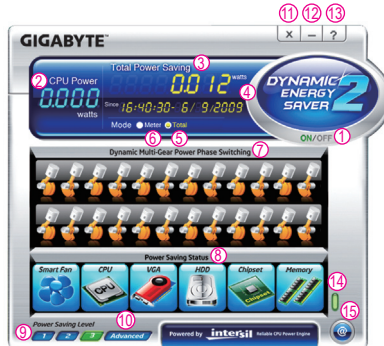 ⑪ ⑫ ⑬
X – ?
GIGABYTE™
Total Power Saving
③
② CPU Power
0.012 watts
④
0.000
watts
Since 16:40:30- 6/ 9/2009
Mode Meter Total
⑥ ⑤
DYNAMIC
ENERGY
SAVER 2
ON/OFF ①
Dynamic Multi-Gear Power Phase Switching ⑦
Power Saving Status ⑧
Smart Fan CPU VGA HDD Chipset Memory
CPU
Chipset
⑭
⑩ ⑮
Power Saving Level
⑨ 1 2 3 Advanced
Powered by intersil Reliable CPU Power Engine
@